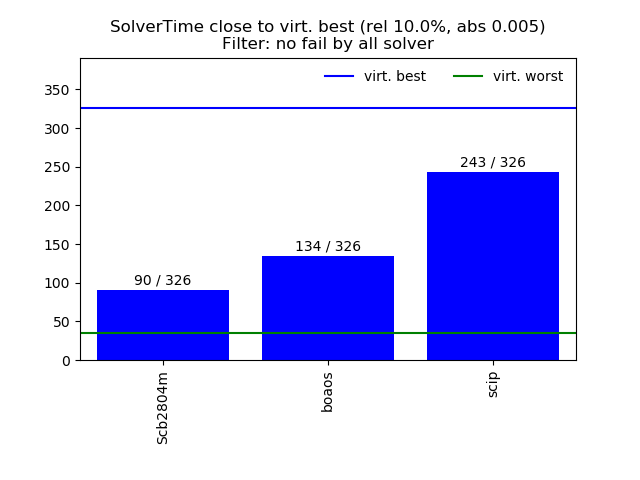 SolverTime close to virt. best (rel 10.0%, abs 0.005)
Filter: no fail by all solver
virt. best
virt. worst
350
300
250
200
150
100
50
0
90 / 326
134 / 326
243 / 326
Scb2804m
boaos
scip